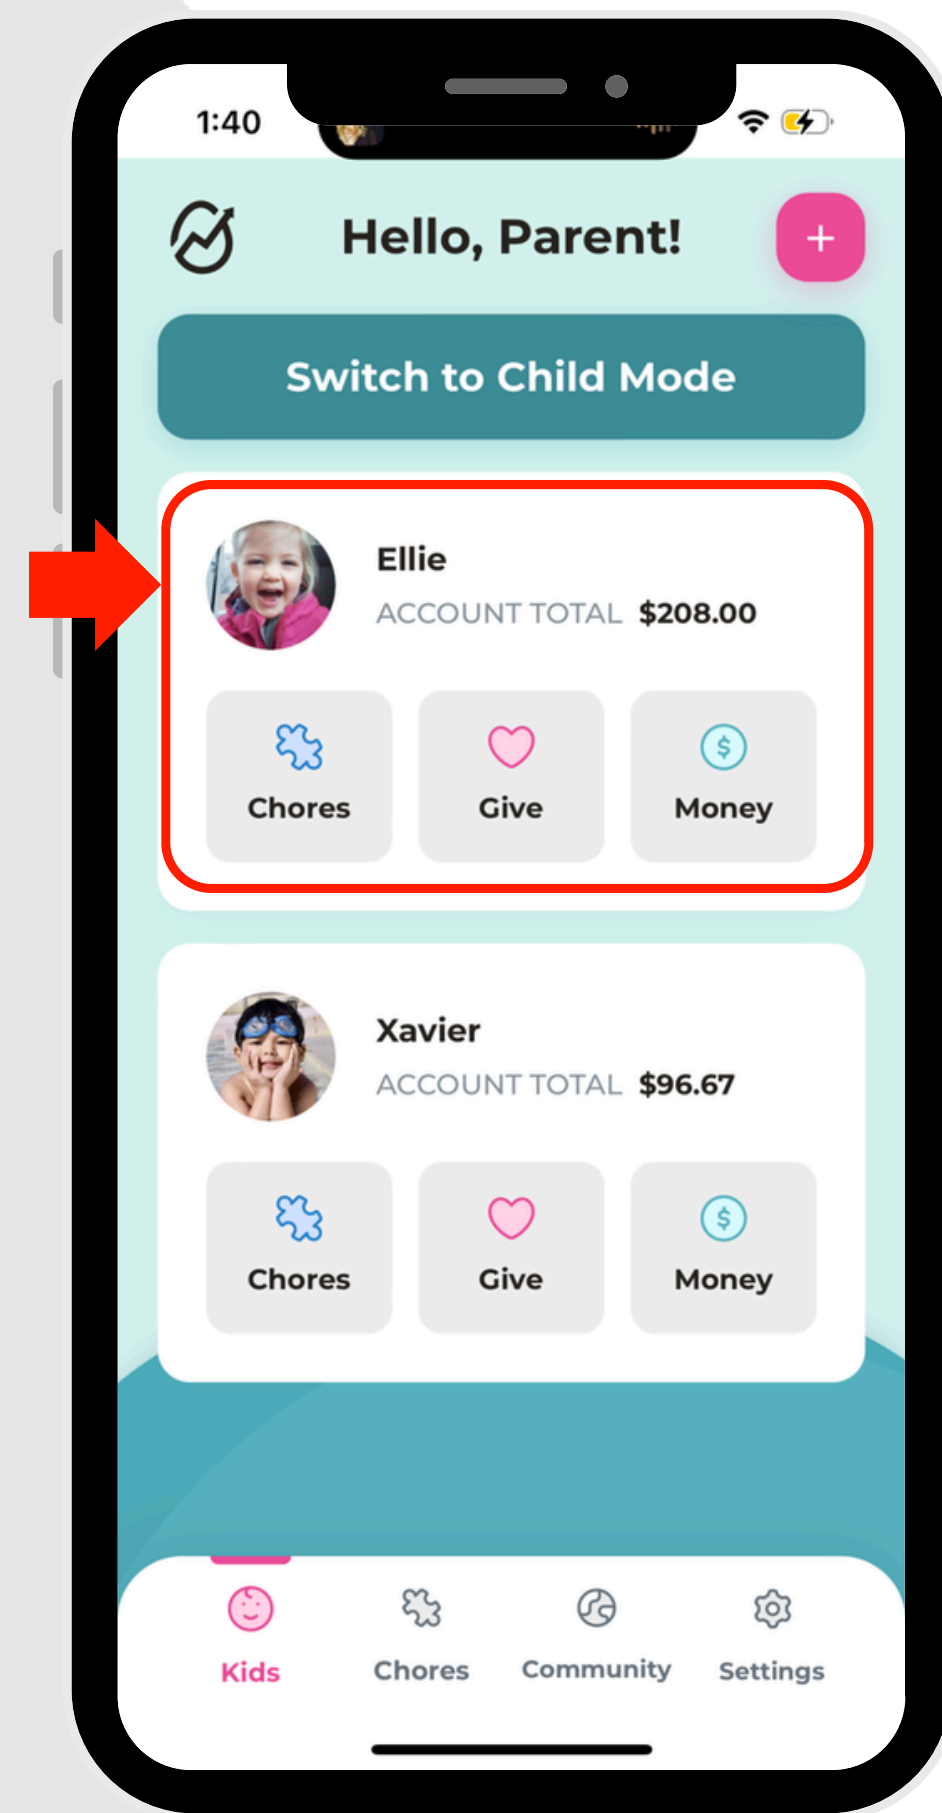 1:40
Hello, Parent!
+
Switch to Child Mode
Ellie
ACCOUNT TOTAL $208.00
$
Chores Give Money
Xavier
ACCOUNT TOTAL $96.67
$
Chores Give Money
Kids Chores Community Settings